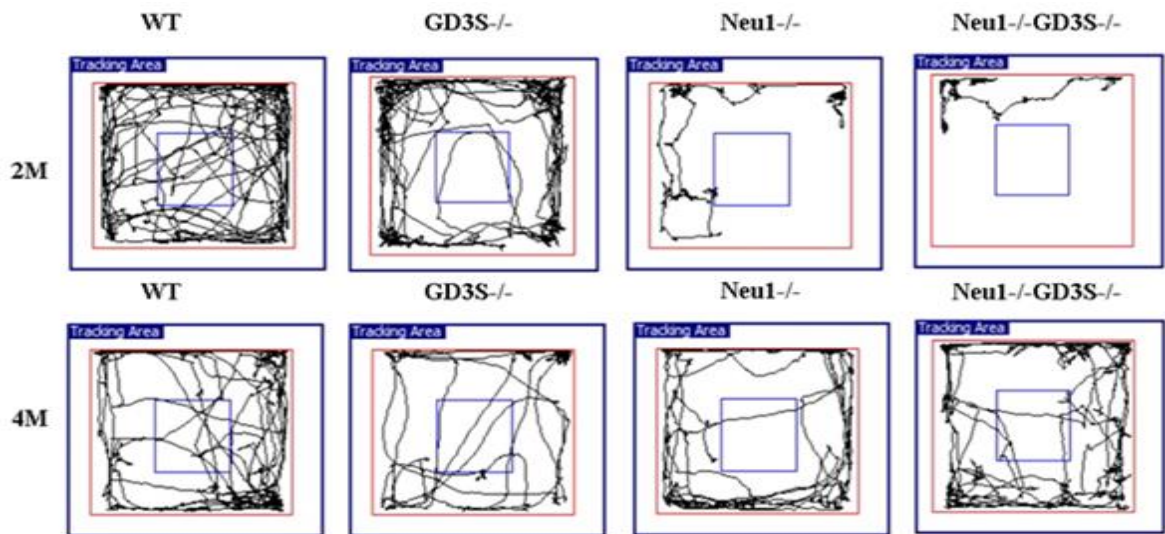 WT GD3S-/- Neu1-/- Neu1-/-GD3S-/-
Tracking Area Tracking Area Tracking Area Tracking Area
2M
WT GD3S-/- Neu1-/- Neu1-/-GD3S-/-
Tracking Area Tracking Area Tracking Area Tracking Area
4M